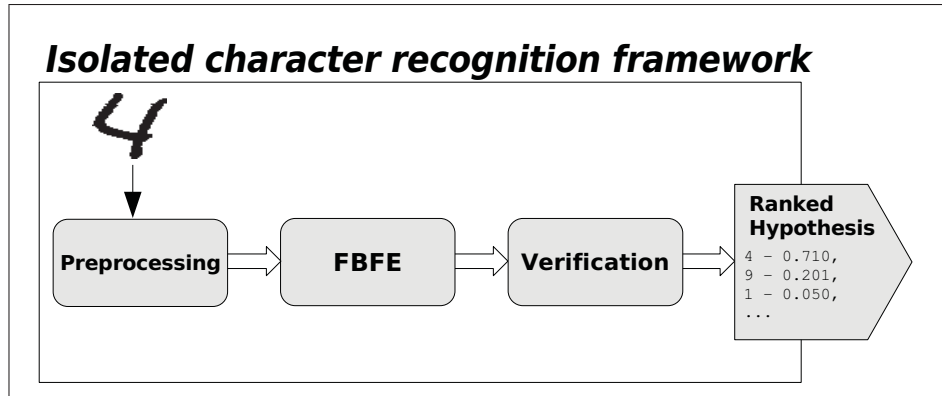 Isolated character recognition framework
4
Preprocessing
FBFE
Verification
Ranked
Hypothesis
4 – 0.710,
9 – 0.201,
1 – 0.050,
...